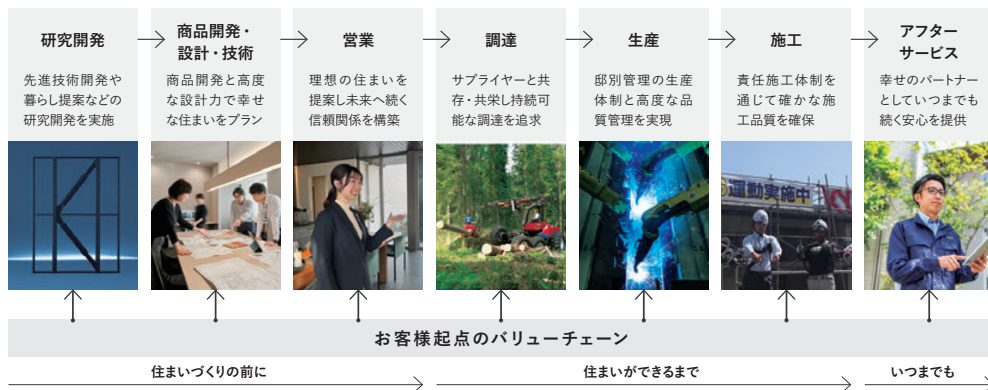 研究開発
先進技術開発や
暮らし提案などの
研究開発を実施
商品開発・
設計・技術
商品開発と高度
な設計力で幸せ
な住まいをプラン
営業
理想の住まいを
提案し未来へ続く
信頼関係を構築
調達
サプライヤーと共
存・共栄し持続可
能な調達を追求
生産
邸別管理の生産
体制と高度な品
質管理を実現
施工
責任施工体制を
通じて確かな施
工品質を確保
アフター
サービス
幸せのパートナー
としていつまでも
続く安心を提供
運動実施中
お客様起点のバリューチェーン
住まいづくりの前に
住まいができるまで
いつまでも